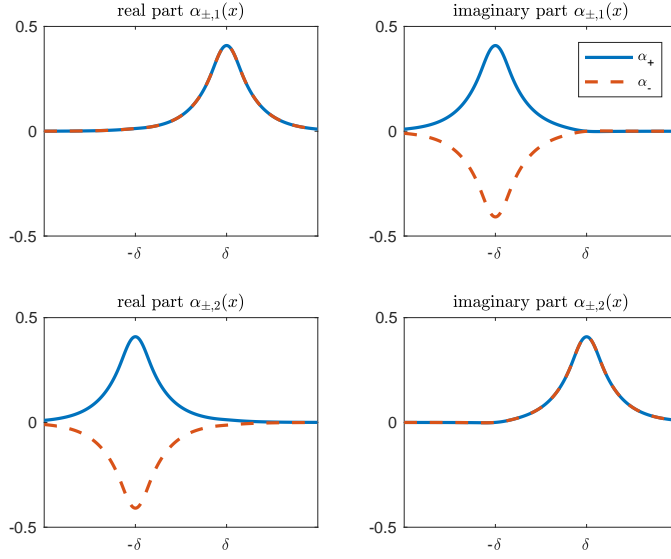 real part α±,1(x)
imaginary part α±,1(x)
0.5
0
-0.5
-δ
δ
0.5
0
-0.5
-δ
δ
α+
α-
real part α±,2(x)
imaginary part α±,2(x)
0.5
0
-0.5
-δ
δ
0.5
0
-0.5
-δ
δ